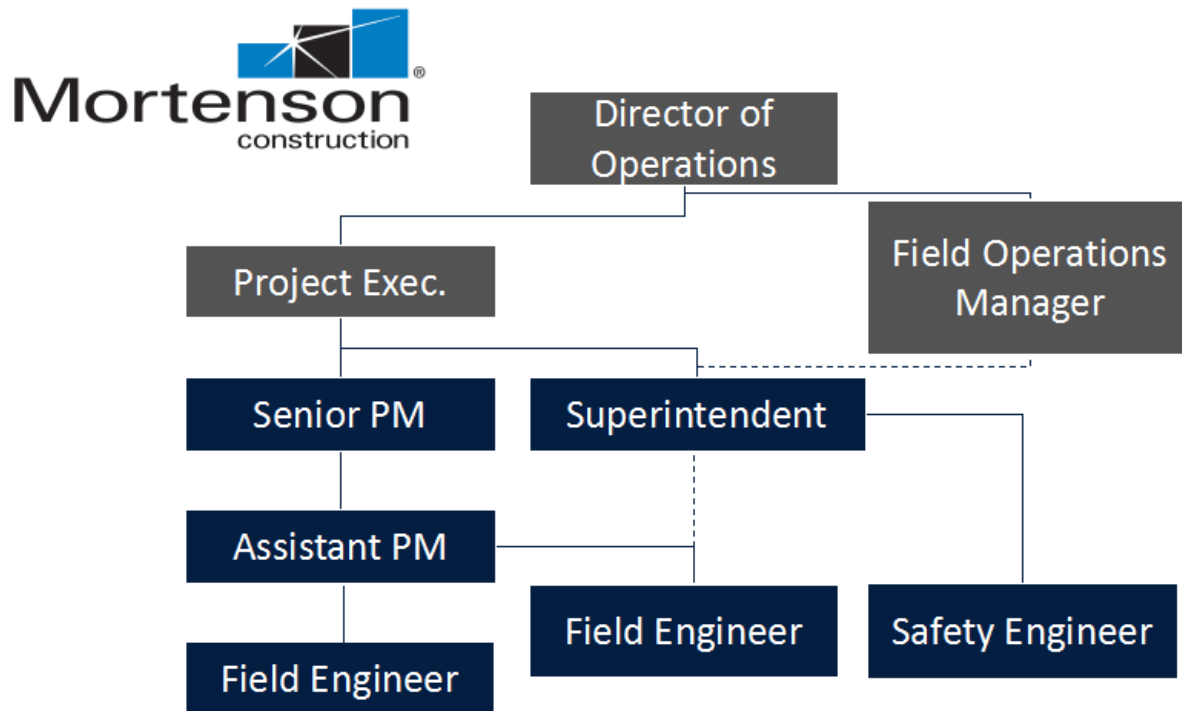 Mortenson
®
construction
Director of
Operations
Project Exec.
Field Operations
Manager
Senior PM
Superintendent
Assistant PM
Field Engineer
Safety Engineer
Field Engineer